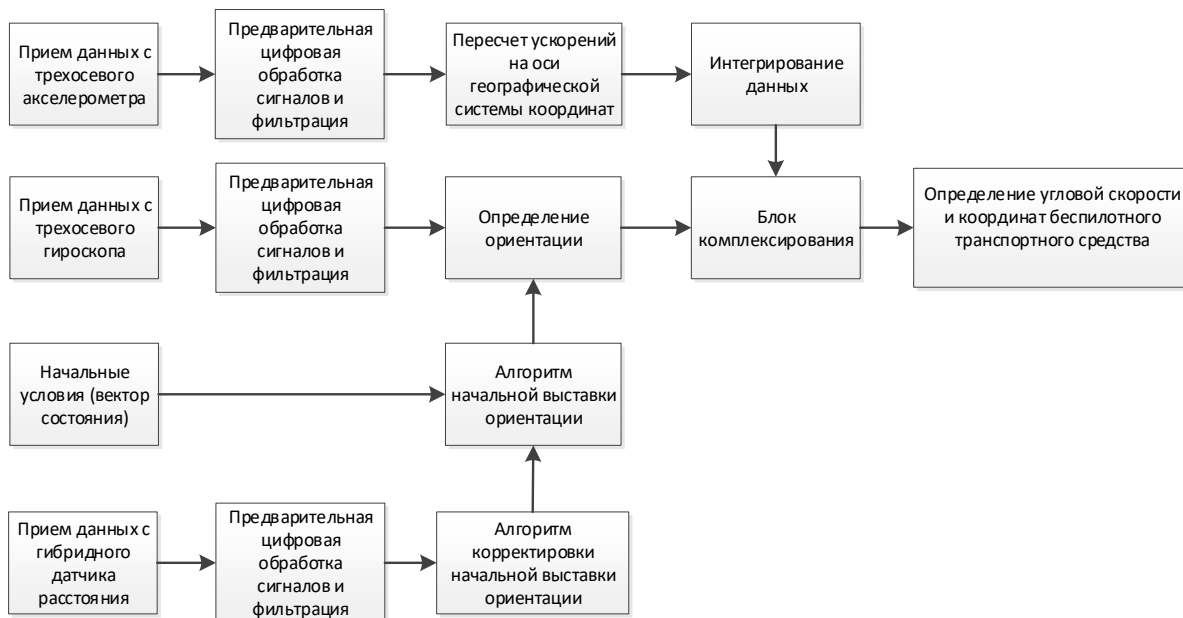 Прием данных с
трехосевого
акселерометра
Предварительная
цифровая
обработка
сигналов и
фильтрация
Пересчет ускорений
на оси
географической
системы координат
Интегрирование
данных
Прием данных с
трехосевого
гироскопа
Предварительная
цифровая
обработка
сигналов и
фильтрация
Определение
ориентации
Блок
комплексирования
Определение угловой скорости
и координат беспилотного
транспортного средства
Начальные
условия (вектор
состояния)
Алгоритм
начальной выставки
ориентации
Прием данных с
гибридного
датчика
расстояния
Предварительная
цифровая
обработка
сигналов и
фильтрация
Алгоритм
корректировки
начальной выставки
ориентации